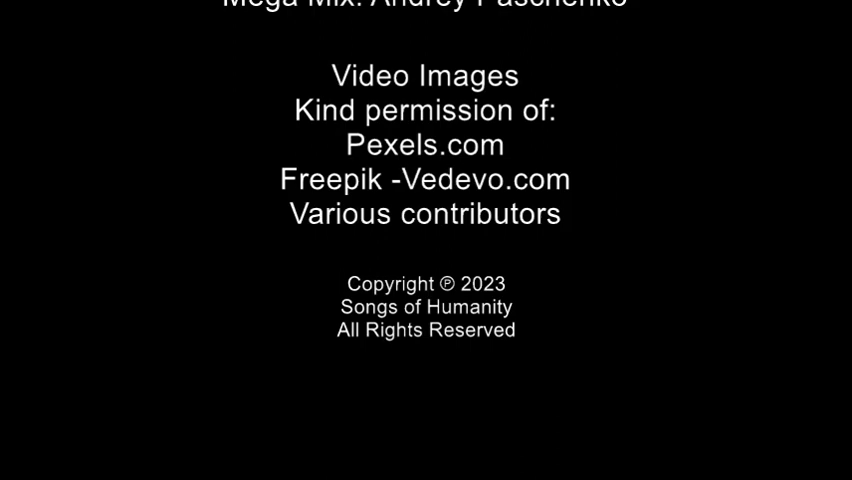 Mega Mix: Andrey Paschenko
Video Images
Kind permission of:
Pexels.com
Freepik -Vedevo.com
Various contributors
Copyright ℗ 2023
Songs of Humanity
All Rights Reserved